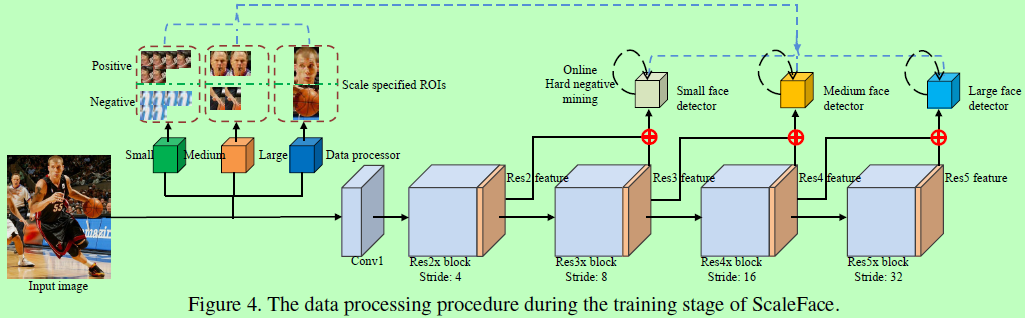 Positive
Negative
Scale specified ROIs
Online
Hard negative
mining
Small face
detector
Medium face
detector
Large face
detector
Small
Medium
Large
Data processor
Res2 feature
Res3 feature
Res4 feature
Res5 feature
Conv1
Res2x block
Stride: 4
Res3x block
Stride: 8
Res4x block
Stride: 16
Res5x block
Stride: 32
Input image
Figure 4. The data processing procedure during the training stage of ScaleFace.